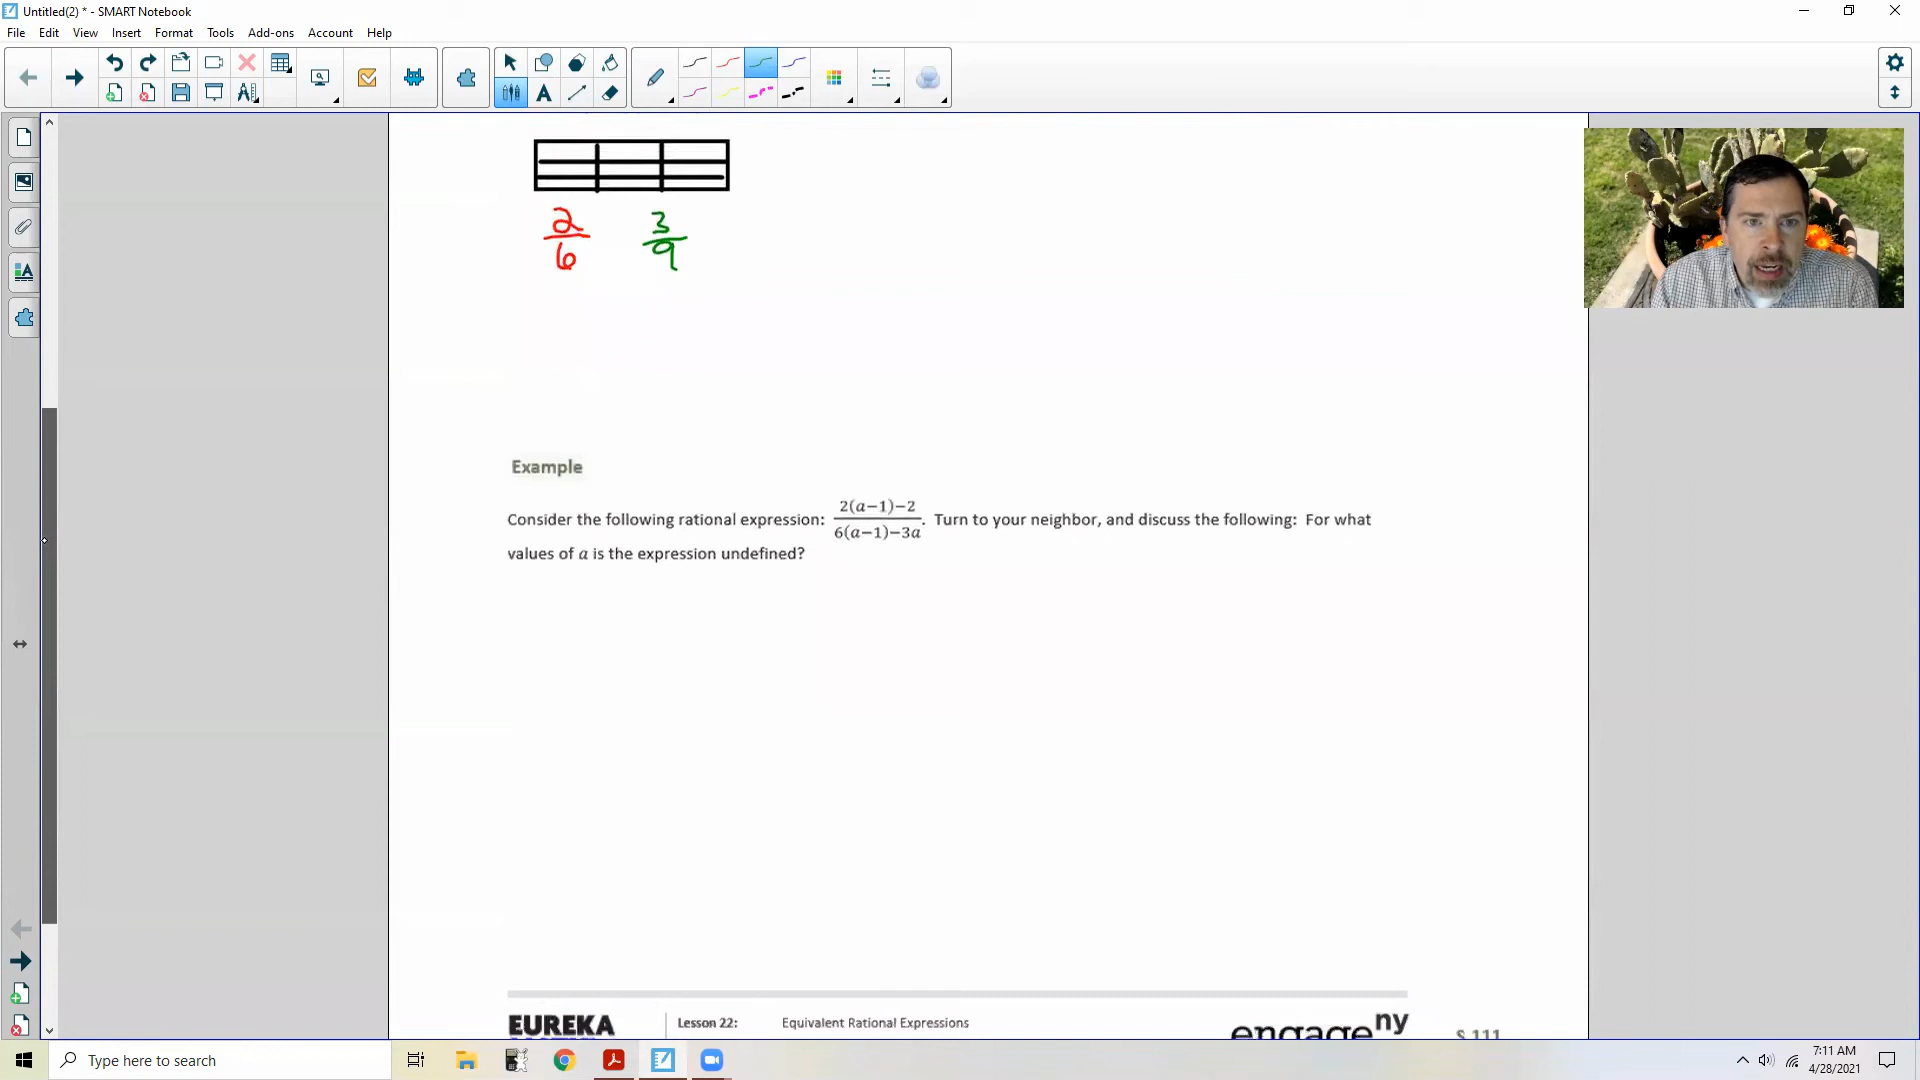 Untitled(2) * - SMART Notebook
File Edit View Insert Format Tools Add-ons Account Help
2/6 3/9
Example
Consider the following rational expression: \frac{2(a-1)-2}{6(a-1)-3a}. Turn to your neighbor, and discuss the following: For what
values of a is the expression undefined?
EUREKA Lesson 22: Equivalent Rational Expressions engage ny S.111
Type here to search
7:11 AM
4/28/2021